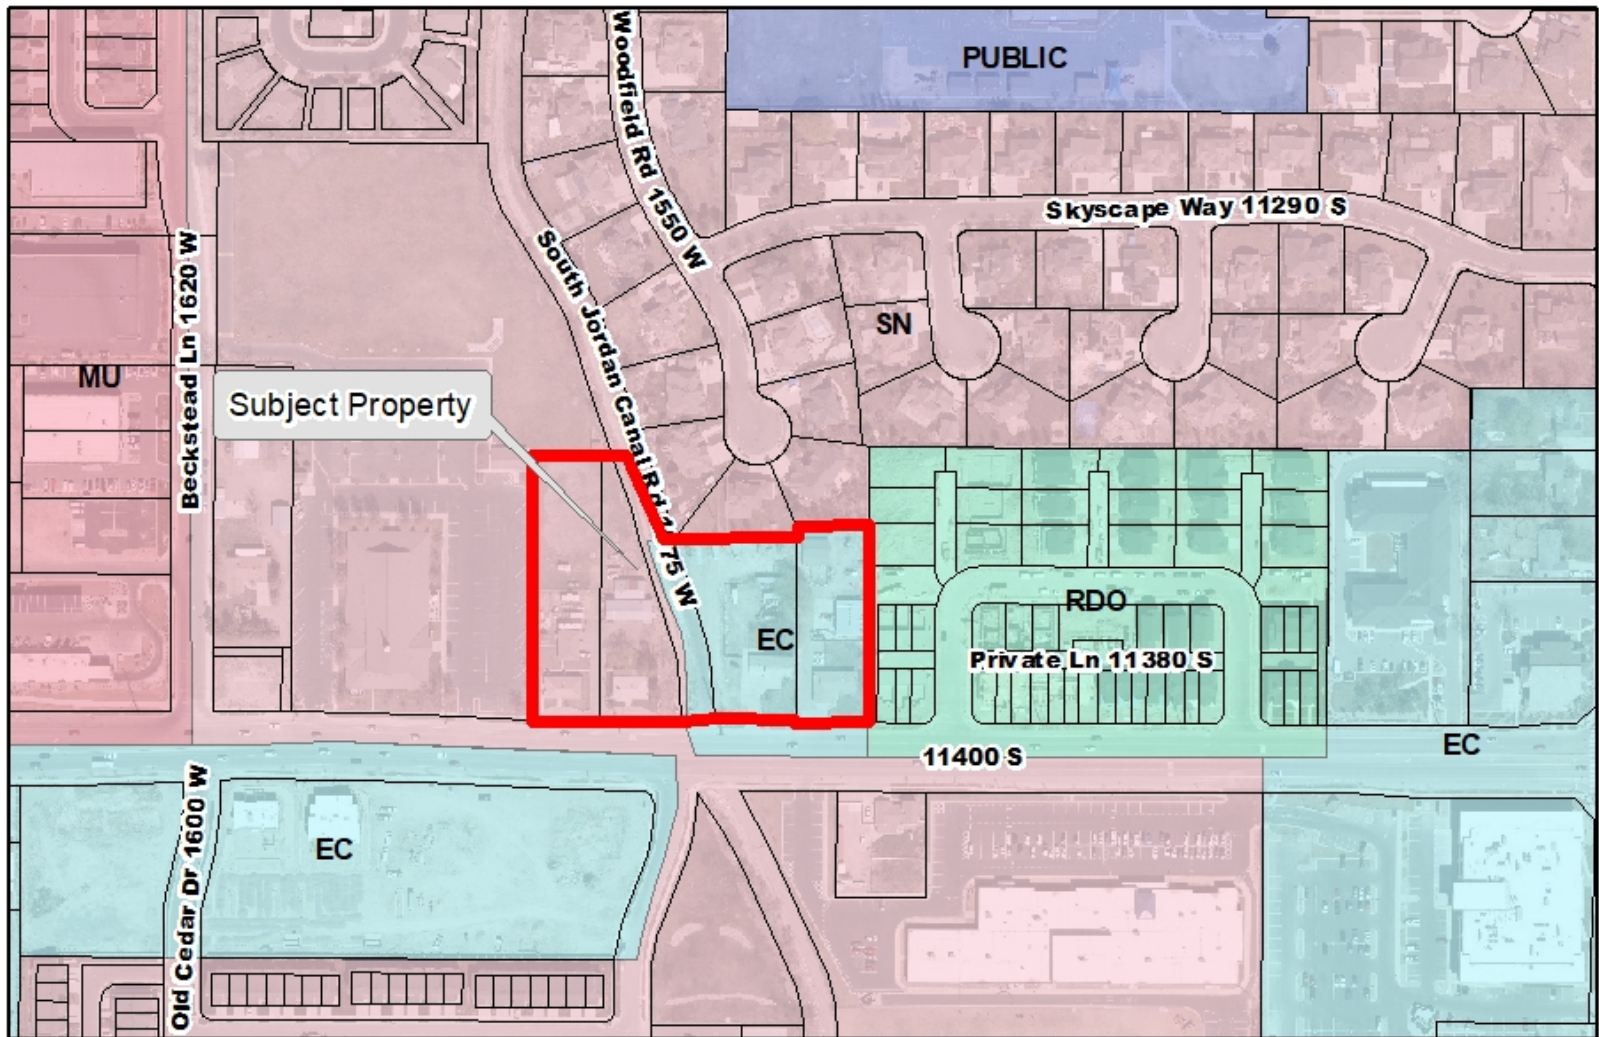 PUBLIC
Woodfield Rd 1550 W
Skyscape Way 11290 S
South Jordan Canal Rd 1 75 W
Beckstead Ln 1620 W
SN
MU
Subject Property
RDO
EC
Private Ln 11380 S
EC
11400 S
Old Cedar Dr 1600 W
EC